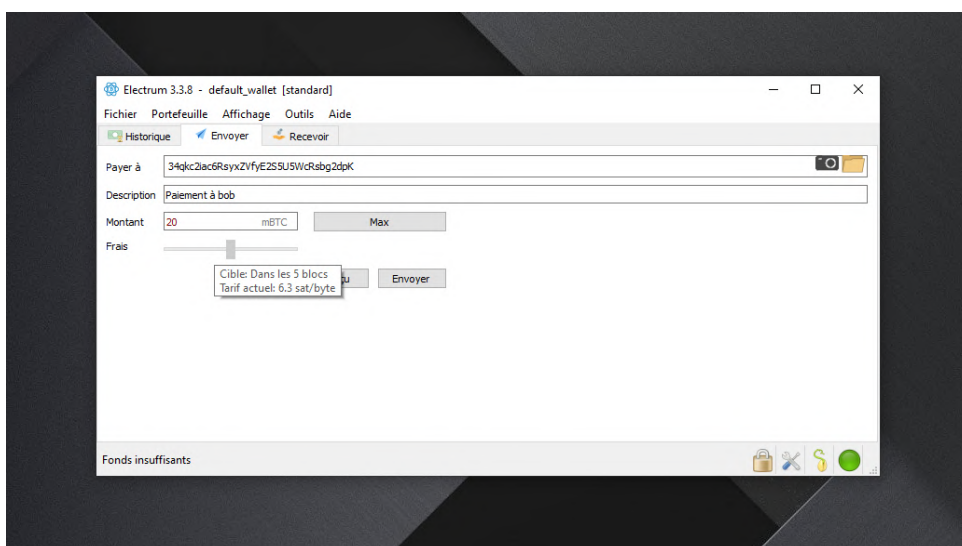 Electrum 3.3.8 - default_wallet [standard]
Fichier Portefeuille Affichage Outils Aide
Historique Envoyer Recevoir
Payer à 34qkc2iac6RsyxZVfyE2S5U5WcRsbg2dpK
Description Paiement à bob
Montant 20 mBTC Max
Frais
Cible: Dans les 5 blocs
Tarif actuel: 6.3 sat/byte
Envoyer
Fonds insuffisants